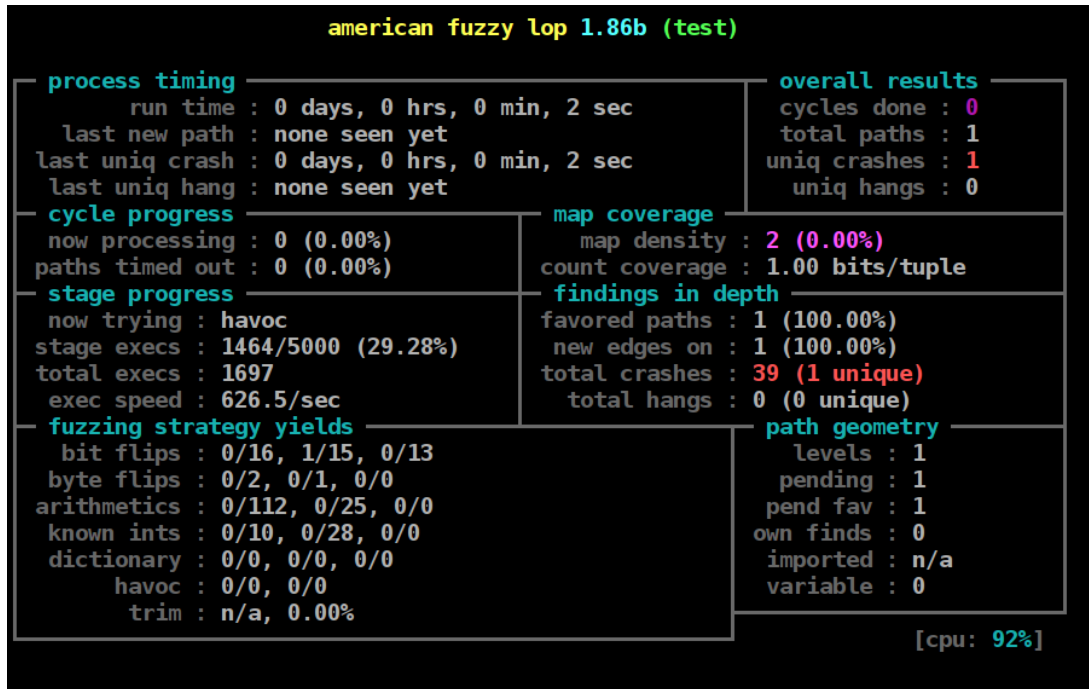 american fuzzy lop 1.86b (test)
process timing
run time : 0 days, 0 hrs, 0 min, 2 sec
last new path : none seen yet
last uniq crash : 0 days, 0 hrs, 0 min, 2 sec
last uniq hang : none seen yet
overall results
cycles done : 0
total paths : 1
uniq crashes : 1
uniq hangs : 0
cycle progress
now processing : 0 (0.00%)
paths timed out : 0 (0.00%)
map coverage
map density : 2 (0.00%)
count coverage : 1.00 bits/tuple
stage progress
now trying : havoc
stage execs : 1464/5000 (29.28%)
total execs : 1697
exec speed : 626.5/sec
findings in depth
favored paths : 1 (100.00%)
new edges on : 1 (100.00%)
total crashes : 39 (1 unique)
total hangs : 0 (0 unique)
fuzzing strategy yields
bit flips : 0/16, 1/15, 0/13
byte flips : 0/2, 0/1, 0/0
arithmetics : 0/112, 0/25, 0/0
known ints : 0/10, 0/28, 0/0
dictionary : 0/0, 0/0, 0/0
havoc : 0/0, 0/0
trim : n/a, 0.00%
path geometry
levels : 1
pending : 1
pend fav : 1
own finds : 0
imported : n/a
variable : 0
[cpu: 92%]